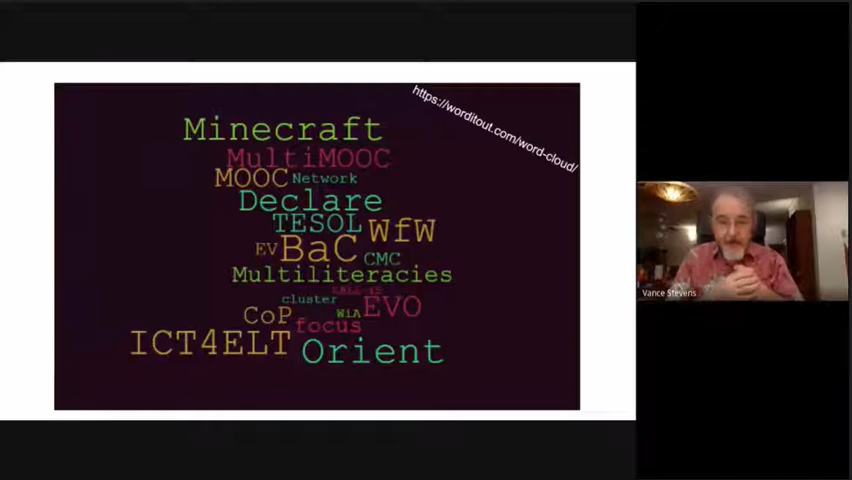 https://worditout.com/word-cloud/
Minecraft
MultiMOOC
MOOC Network
Declare
TESOL WfW
EV BaC CMC
Multiliteracies
cluster EVO
CoP WiA
focus
ICT4ELT Orient
Vance Stevens